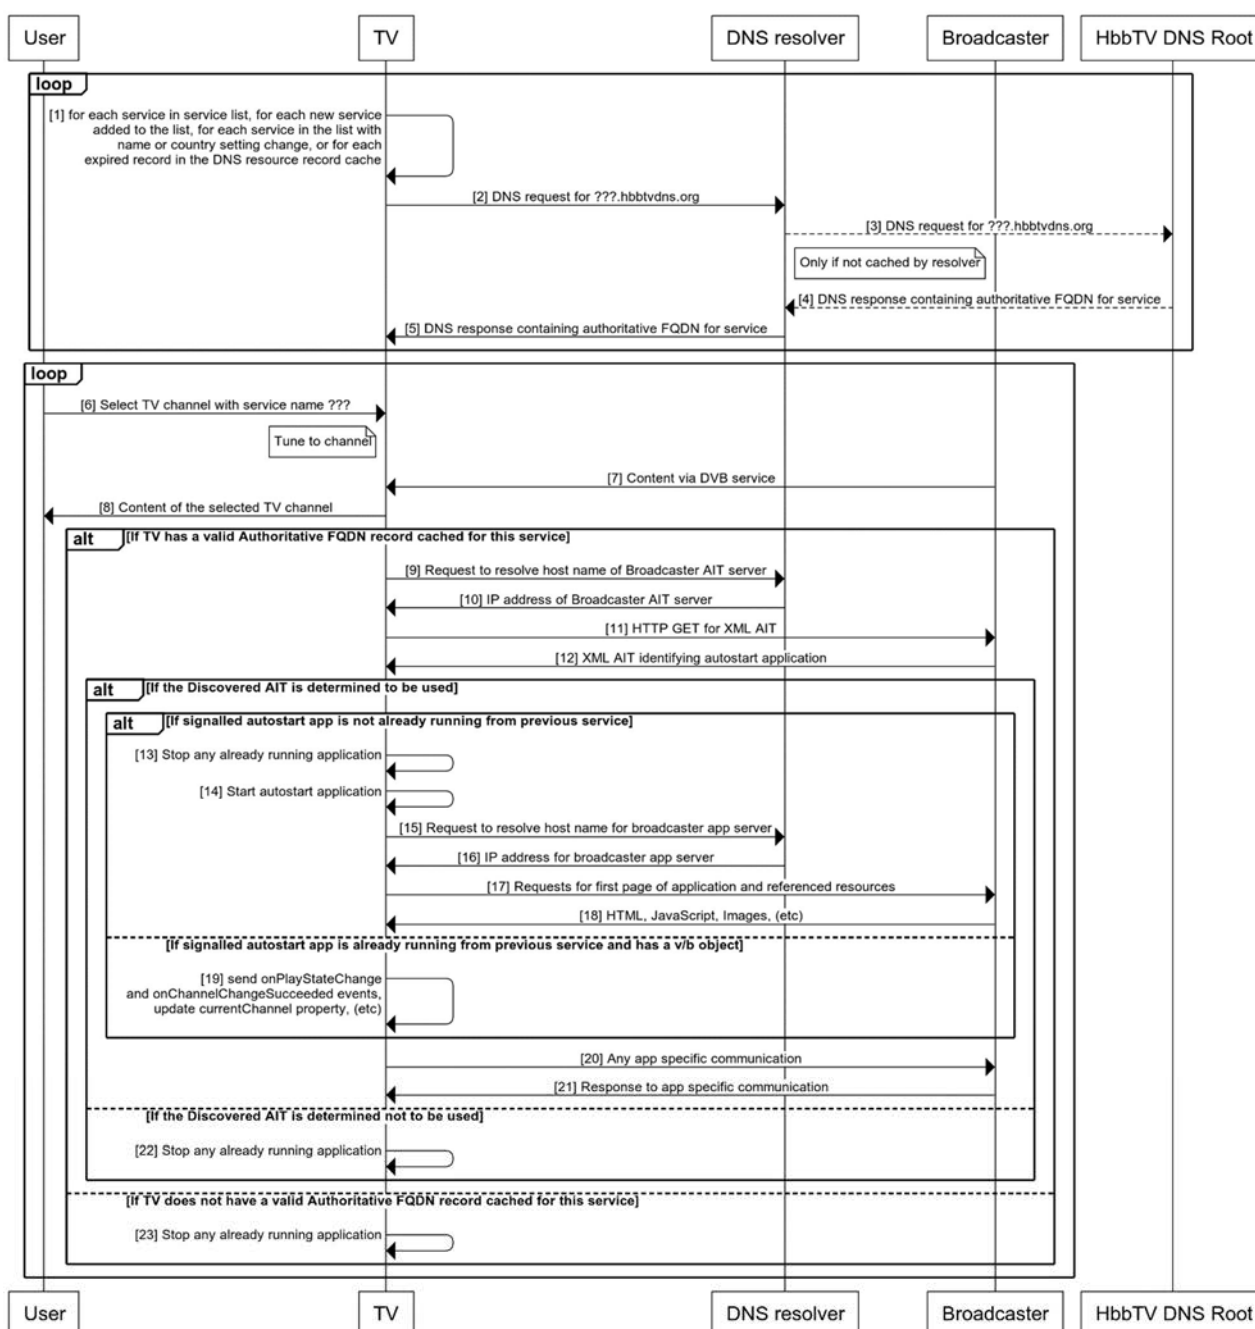 User
TV
DNS resolver
Broadcaster
HbbTV DNS Root
loop
[1] for each service in service list, for each new service
added to the list, for each service in the list with
name or country setting change, or for each
expired record in the DNS resource record cache
[2] DNS request for ???.hbbtvdns.org
[3] DNS request for ???.hbbtvdns.org
Only if not cached by resolver
[4] DNS response containing authoritative FQDN for service
[5] DNS response containing authoritative FQDN for service
loop
[6] Select TV channel with service name ???
Tune to channel
[7] Content via DVB service
[8] Content of the selected TV channel
alt
[If TV has a valid Authoritative FQDN record cached for this service]
[9] Request to resolve host name of Broadcaster AIT server
[10] IP address of Broadcaster AIT server
[11] HTTP GET for XML AIT
[12] XML AIT identifying autostart application
alt
[If the Discovered AIT is determined to be used]
alt
[If signalled autostart app is not already running from previous service]
[13] Stop any already running application
[14] Start autostart application
[15] Request to resolve host name for broadcaster app server
[16] IP address for broadcaster app server
[17] Requests for first page of application and referenced resources
[18] HTML, JavaScript, Images, (etc)
[If signalled autostart app is already running from previous service and has a v/b object]
[19] send onPlayStateChange
and onChannelChangeSucceeded events,
update currentChannel property, (etc)
[20] Any app specific communication
[21] Response to app specific communication
[If the Discovered AIT is determined not to be used]
[22] Stop any already running application
[If TV does not have a valid Authoritative FQDN record cached for this service]
[23] Stop any already running application
User
TV
DNS resolver
Broadcaster
HbbTV DNS Root